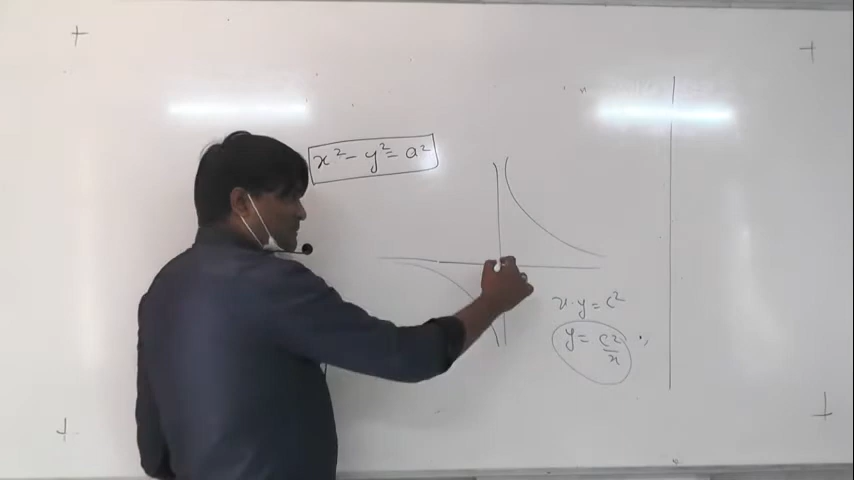 x² - y² = a²
x·y = c²
y = c²/x